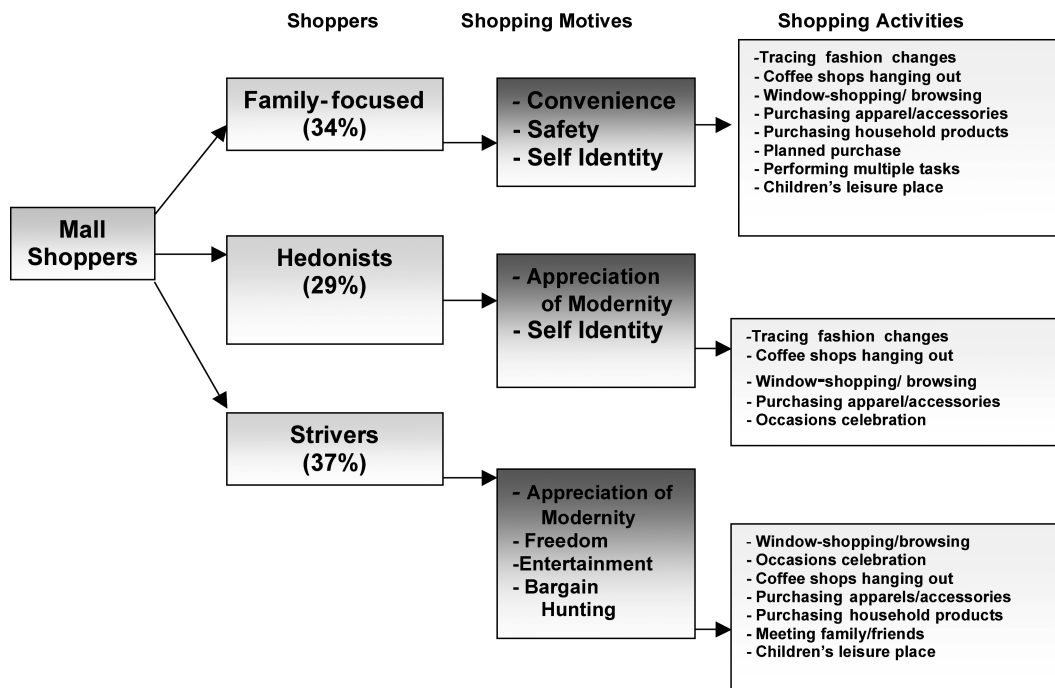 Shoppers Shopping Motives Shopping Activities
Mall
Shoppers
Family-focused
(34%)
- Convenience
- Safety
- Self Identity
-Tracing fashion changes
- Coffee shops hanging out
- Window-shopping/ browsing
- Purchasing apparel/accessories
- Purchasing household products
- Planned purchase
- Performing multiple tasks
- Children’s leisure place
Hedonists
(29%)
- Appreciation
of Modernity
- Self Identity
-Tracing fashion changes
- Coffee shops hanging out
- Window-shopping/ browsing
- Purchasing apparel/accessories
- Occasions celebration
Strivers
(37%)
- Appreciation of
Modernity
- Freedom
-Entertainment
- Bargain
Hunting
- Window-shopping/browsing
- Occasions celebration
- Coffee shops hanging out
- Purchasing apparels/accessories
- Purchasing household products
- Meeting family/friends
- Children’s leisure place